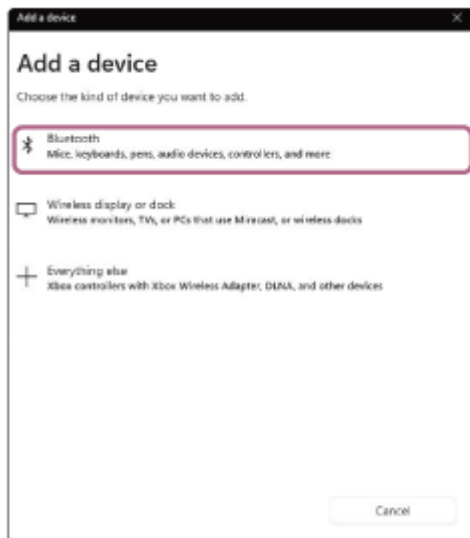 Add a device
Add a device
Choose the kind of device you want to add.
Bluetooth
Mice, keyboards, pens, audio devices, controllers, and more
Wireless display or dock
Wireless monitors, TVs, or PCs that use Miracast, or wireless docks
Everything else
Xbox controllers with Xbox Wireless Adapter, DLNA, and other devices
Cancel